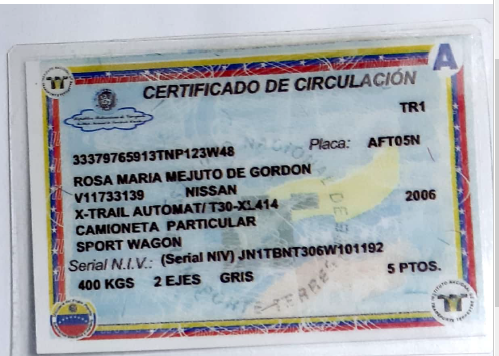 A
CERTIFICADO DE CIRCULACIÓN
TR1
33379765913TNP123W48
Placa: AFT05N
ROSA MARIA MEJUTO DE GORDON
V11733139 NISSAN
X-TRAIL AUTOMAT/ T30-XL414 2006
CAMIONETA PARTICULAR
SPORT WAGON
Serial N.I.V.: (Serial NIV) JN1TBNT306W101192
400 KGS 2 EJES GRIS 5 PTOS.